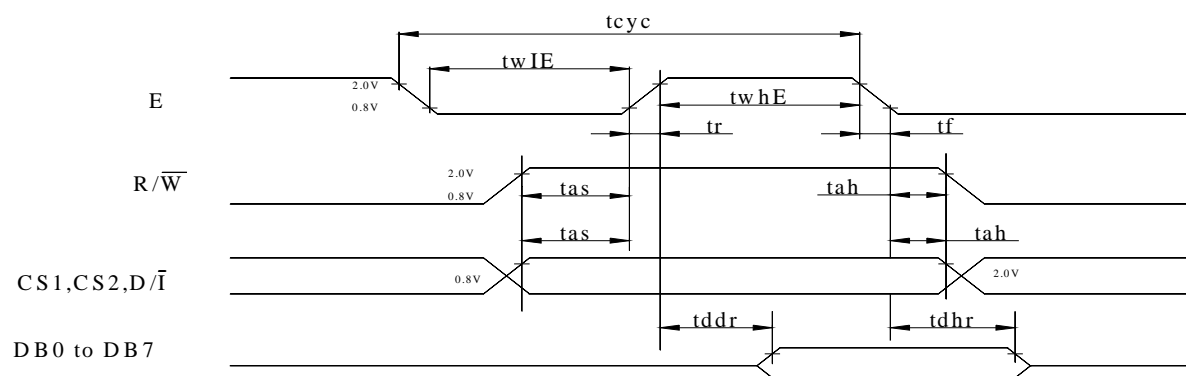 tcyc
twIE
2.0V
E
0.8V
twhE
tr
tf
2.0V
R/W̅
0.8V
tas
tah
tas
tah
CS1,CS2,D/I̅
0.8V
2.0V
tddr
tdhr
DB0 to DB7